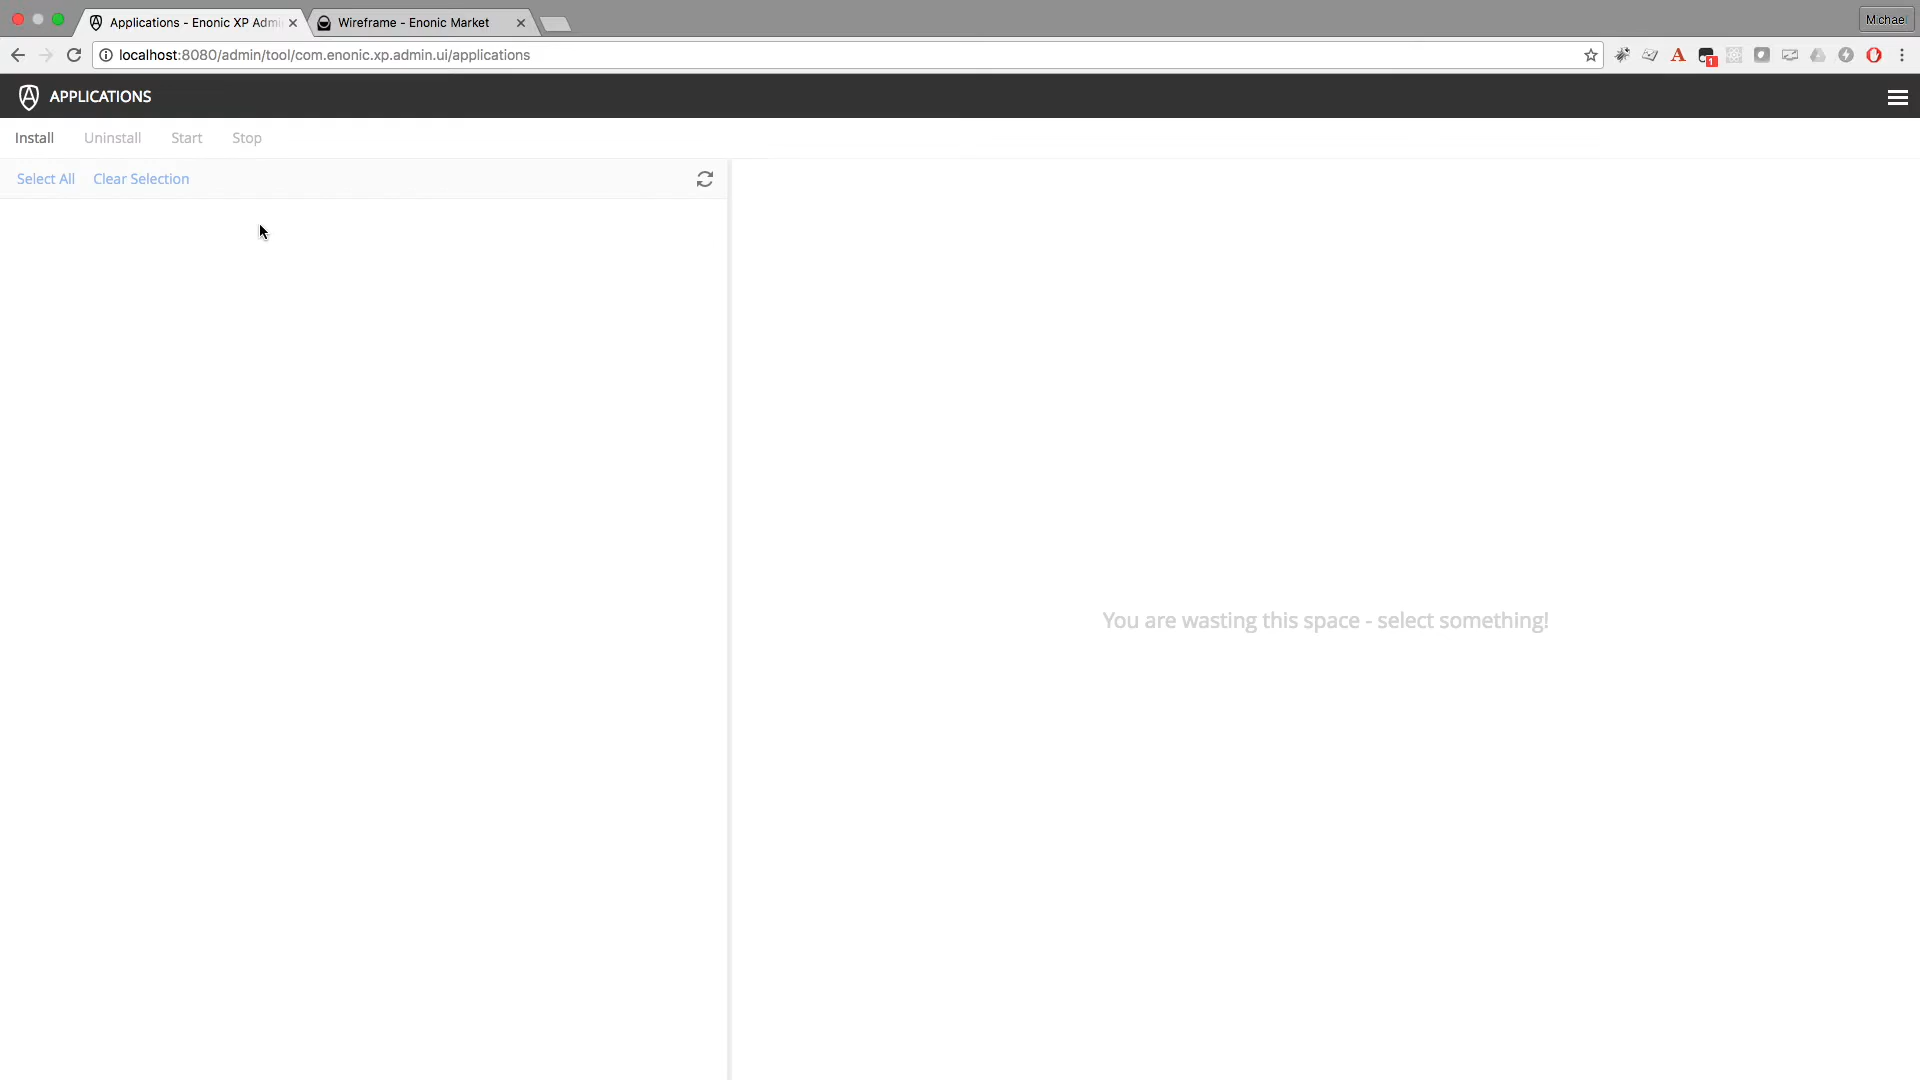 Applications - Enonic XP Admi
Wireframe - Enonic Market
Michael
localhost:8080/admin/tool/com.enonic.xp.admin.ui/applications
A
1
APPLICATIONS
Install Uninstall Start Stop
Select All Clear Selection
You are wasting this space - select something!